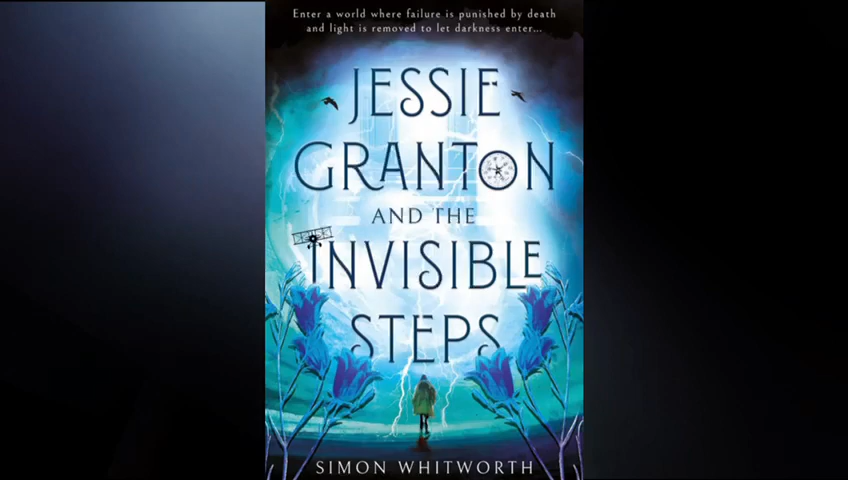 Enter a world where failure is punished by death
and light is removed to let darkness enter...
JESSIE
GRANTON
AND THE
INVISIBLE
STEPS
SIMON WHITWORTH